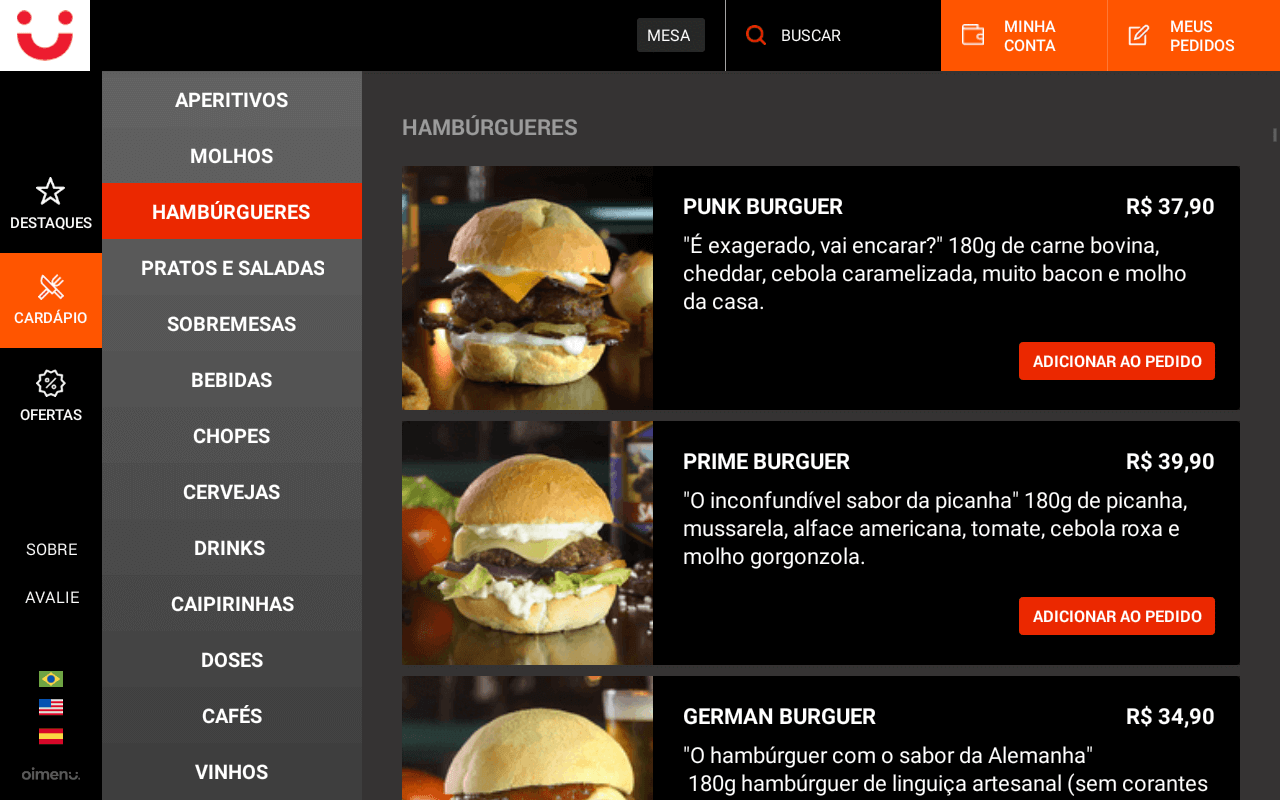 MESA
BUSCAR
MINHA
CONTA
MEUS
PEDIDOS
DESTAQUES
CARDÁPIO
OFERTAS
SOBRE
AVALIE
oimenu.
APERITIVOS
MOLHOS
HAMBÚRGUERES
PRATOS E SALADAS
SOBREMESAS
BEBIDAS
CHOPES
CERVEJAS
DRINKS
CAIPIRINHAS
DOSES
CAFÉS
VINHOS
HAMBÚRGUERES
PUNK BURGUER R$ 37,90
"É exagerado, vai encarar?" 180g de carne bovina,
cheddar, cebola caramelizada, muito bacon e molho
da casa.
ADICIONAR AO PEDIDO
PRIME BURGUER R$ 39,90
"O inconfundível sabor da picanha" 180g de picanha,
mussarela, alface americana, tomate, cebola roxa e
molho gorgonzola.
ADICIONAR AO PEDIDO
GERMAN BURGUER R$ 34,90
"O hambúrguer com o sabor da Alemanha"
180g hambúrguer de linguiça artesanal (sem corantes